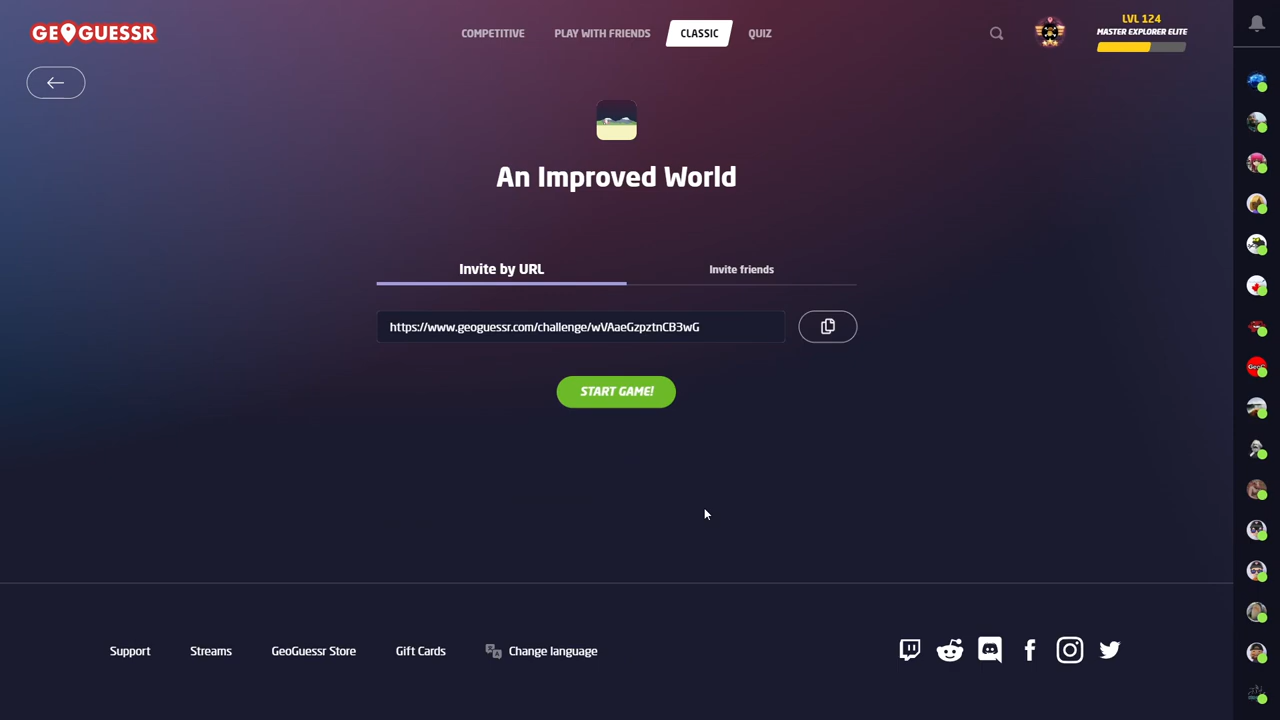 GEOGUESSR
COMPETITIVE
PLAY WITH FRIENDS
CLASSIC
QUIZ
LVL 124
MASTER EXPLORER ELITE
An Improved World
Invite by URL
Invite friends
https://www.geoguessr.com/challenge/wVAaeGzpztnCB3wG
START GAME!
Support
Streams
GeoGuessr Store
Gift Cards
Change language